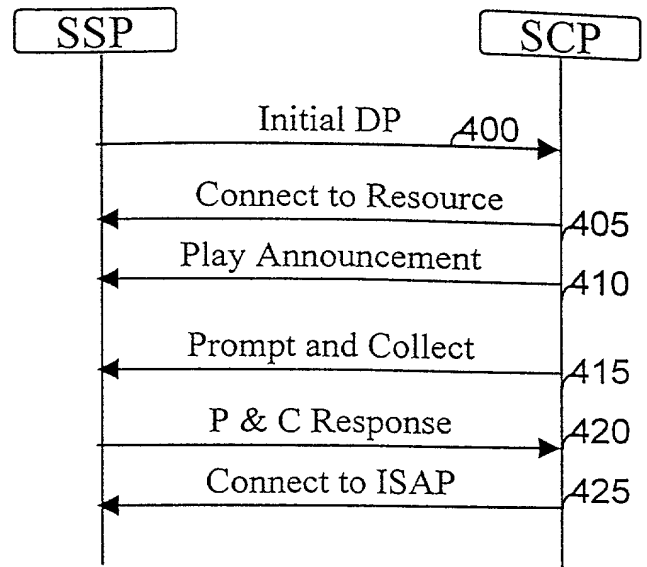 SSP
SCP
Initial DP 400
Connect to Resource
405
Play Announcement
410
Prompt and Collect
415
P & C Response
420
Connect to ISAP
425